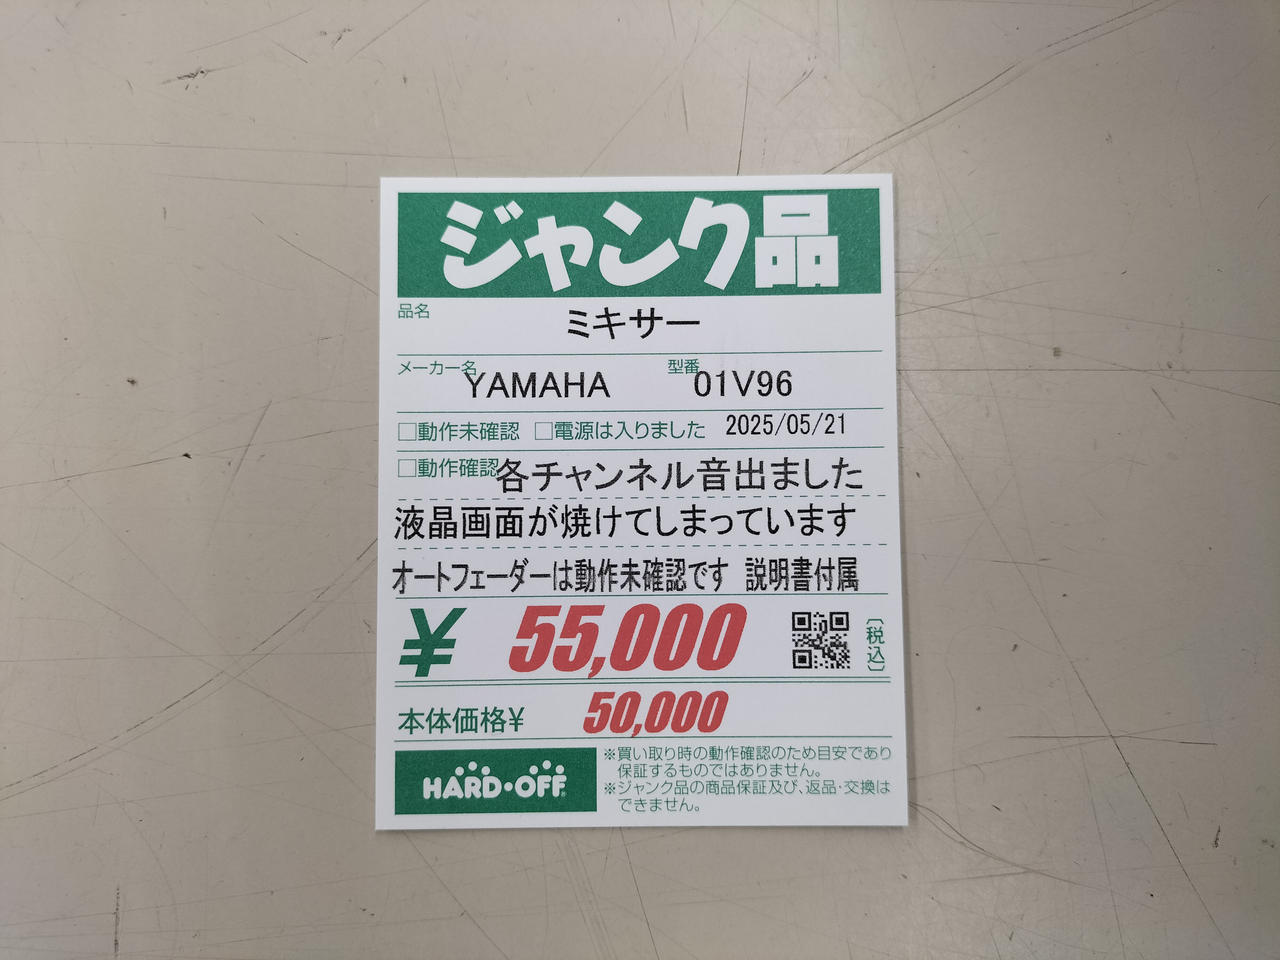 ジャンク品
品名 ミキサー
メーカー名 YAMAHA 型番 01V96
□動作未確認 □電源は入りました 2025/05/21
□動作確認 各チャンネル音出ました
液晶画面が焼けてしまっています
オートフェーダーは動作未確認です 説明書付属
¥ 55,000 〔税込〕
本体価格¥ 50,000
HARD・OFF
※買い取り時の動作確認のため目安であり
保証するものではありません。
※ジャンク品の商品保証及び、返品・交換は
できません。